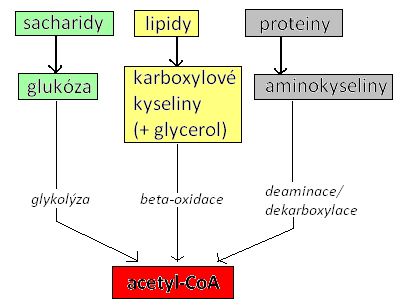 sacharidy
lipidy
proteiny
glukóza
karboxylové
kyseliny
(+ glycerol)
aminokyseliny
glykolýza
beta-oxidace
deaminace/
dekarboxylace
acetyl-CoA